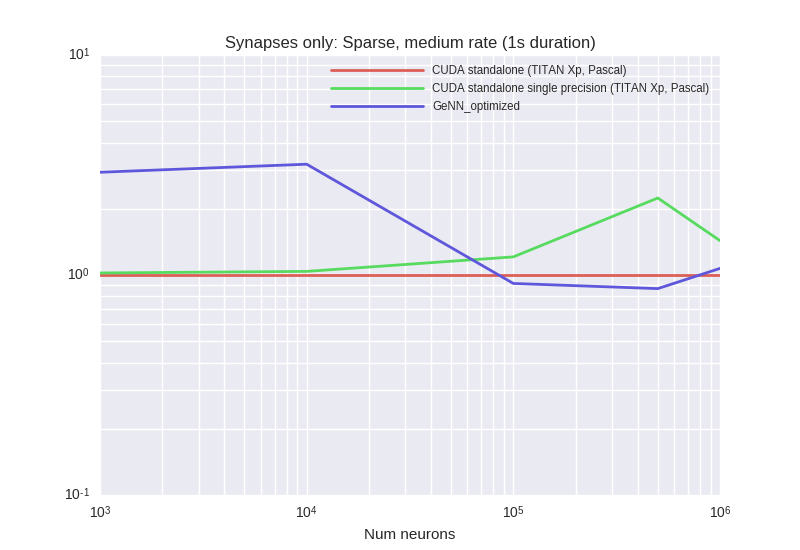 Synapses only: Sparse, medium rate (1s duration)
10¹
CUDA standalone (TITAN Xp, Pascal)
CUDA standalone single precision (TITAN Xp, Pascal)
GeNN_optimized
10⁰
10⁻¹
10³ 10⁴ 10⁵ 10⁶
Num neurons